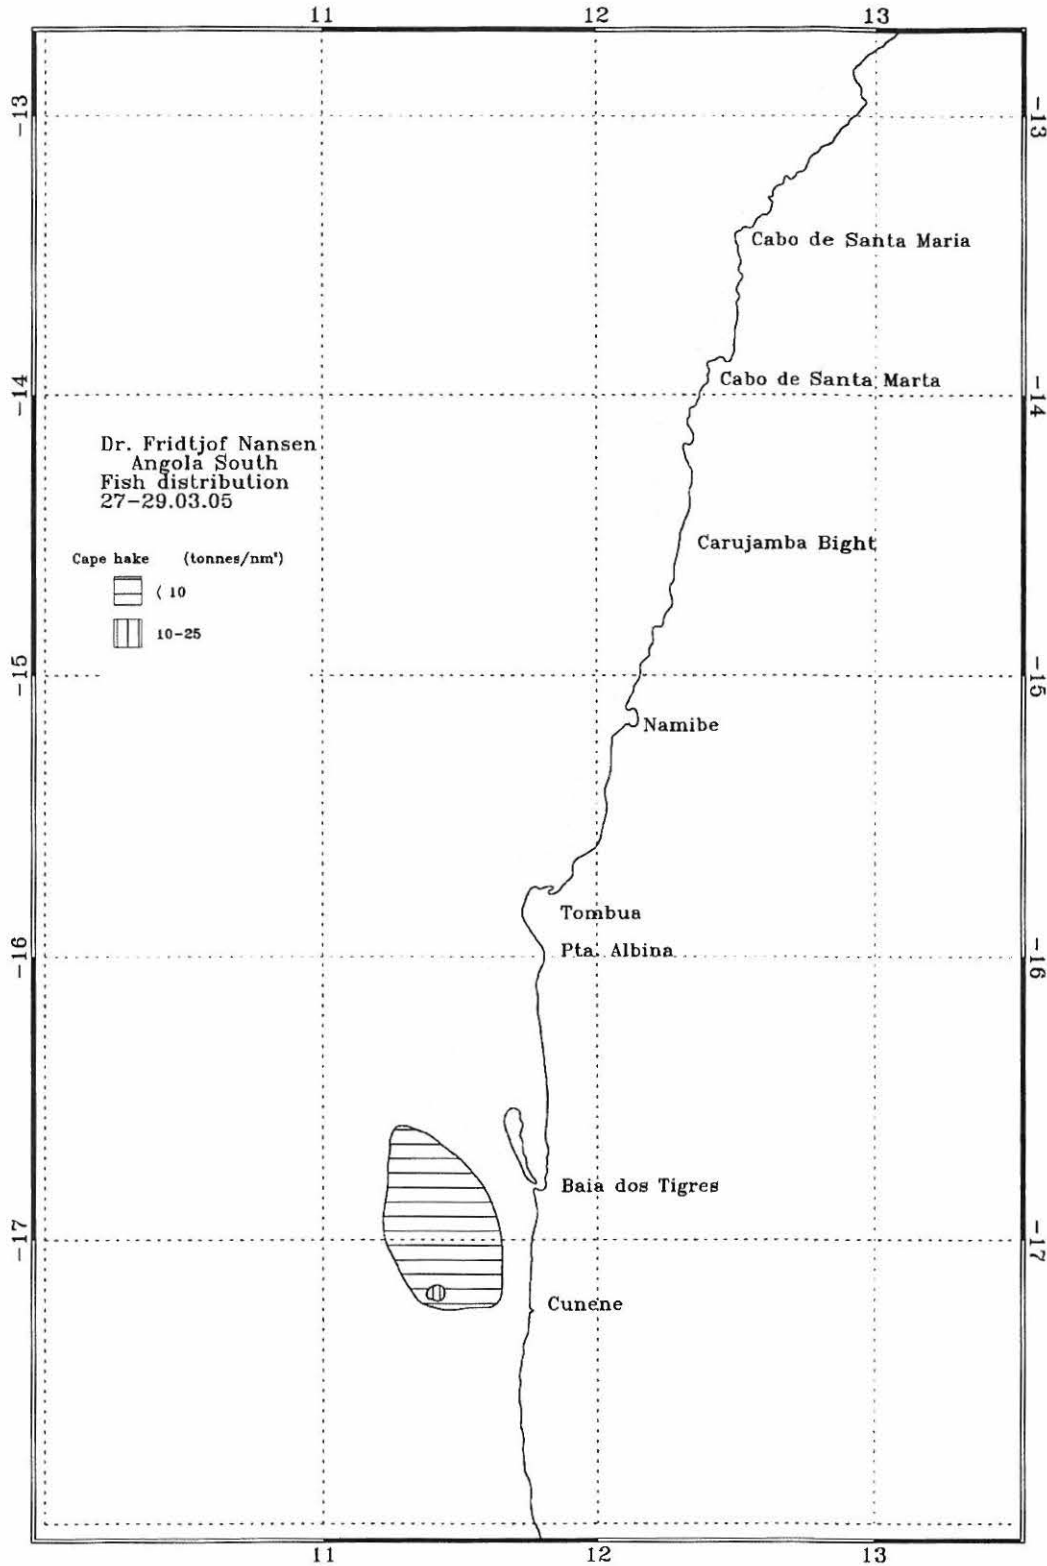 11 12 13
-13 -13
Cabo de Santa Maria
-14 -14
Cabo de Santa Marta
Dr. Fridtjof Nansen
Angola South
Fish distribution
27-29.03.05
Carujamba Bight
Cape hake (tonnes/nm²)
< 10
10-25
-15 -15
Namibe
Tombua
-16 -16
Pta. Albina
Baia dos Tigres
-17 -17
Cunene
11 12 13